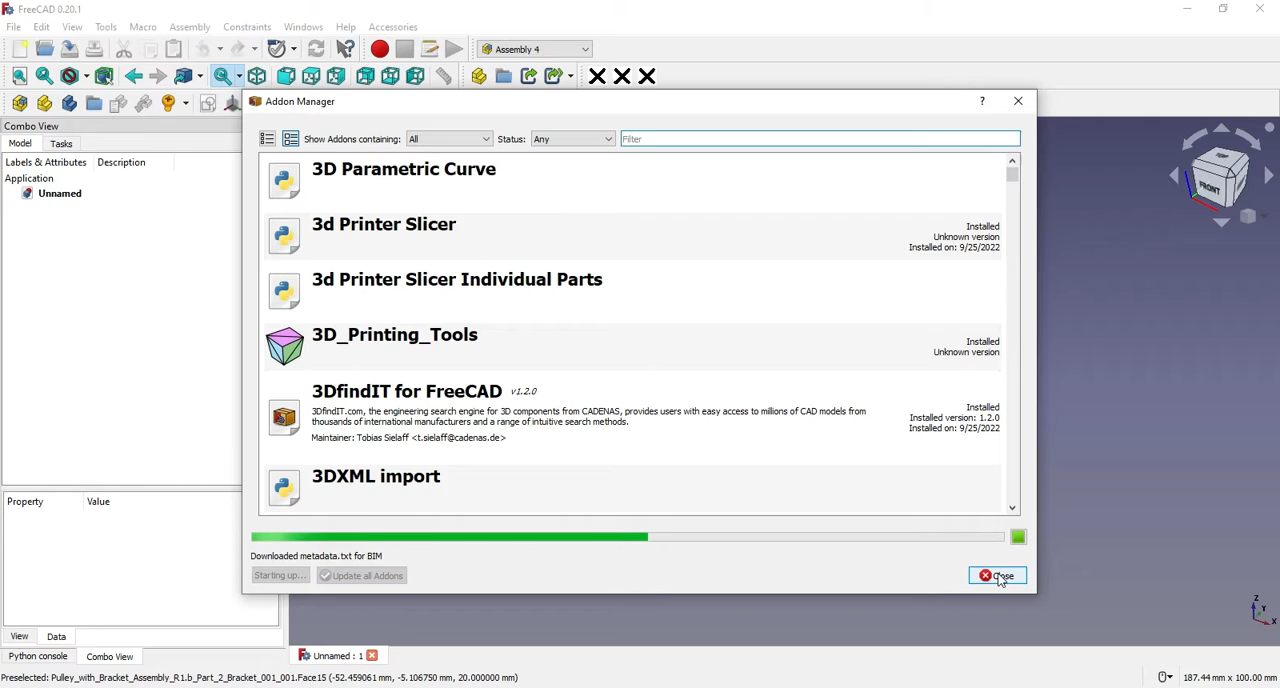 FreeCAD 0.20.1
File Edit View Tools Macro Assembly Constraints Windows Help Accessories
Assembly 4
Combo View
Model Tasks
Labels & Attributes Description
Application
Unnamed
Addon Manager
?
Show Addons containing: All Status: Any Filter
3D Parametric Curve
3d Printer Slicer
Installed
Unknown version
Installed on: 9/25/2022
3d Printer Slicer Individual Parts
3D_Printing_Tools
Installed
Unknown version
3DfindIT for FreeCAD v1.2.0
3DfindIT.com, the engineering search engine for 3D components from CADENAS, provides users with easy access to millions of CAD models from
thousands of international manufacturers and a range of intuitive search methods.
Maintainer: Tobias Sielaff <t.sielaff@cadenas.de>
Installed
Installed version: 1.2.0
Installed on: 9/25/2022
3DXML import
Downloaded metadata.txt for BIM
Starting up... Update all Addons
Close
FRONT
Property Value
View Data
Python console Combo View
Unnamed : 1
Z
Y
X
Preselected: Pulley_with_Bracket_Assembly_R1.b_Part_2_Bracket_001_001.Face15 (-52.459061 mm, -5.106750 mm, 20.000000 mm)
187.44 mm x 100.00 mm